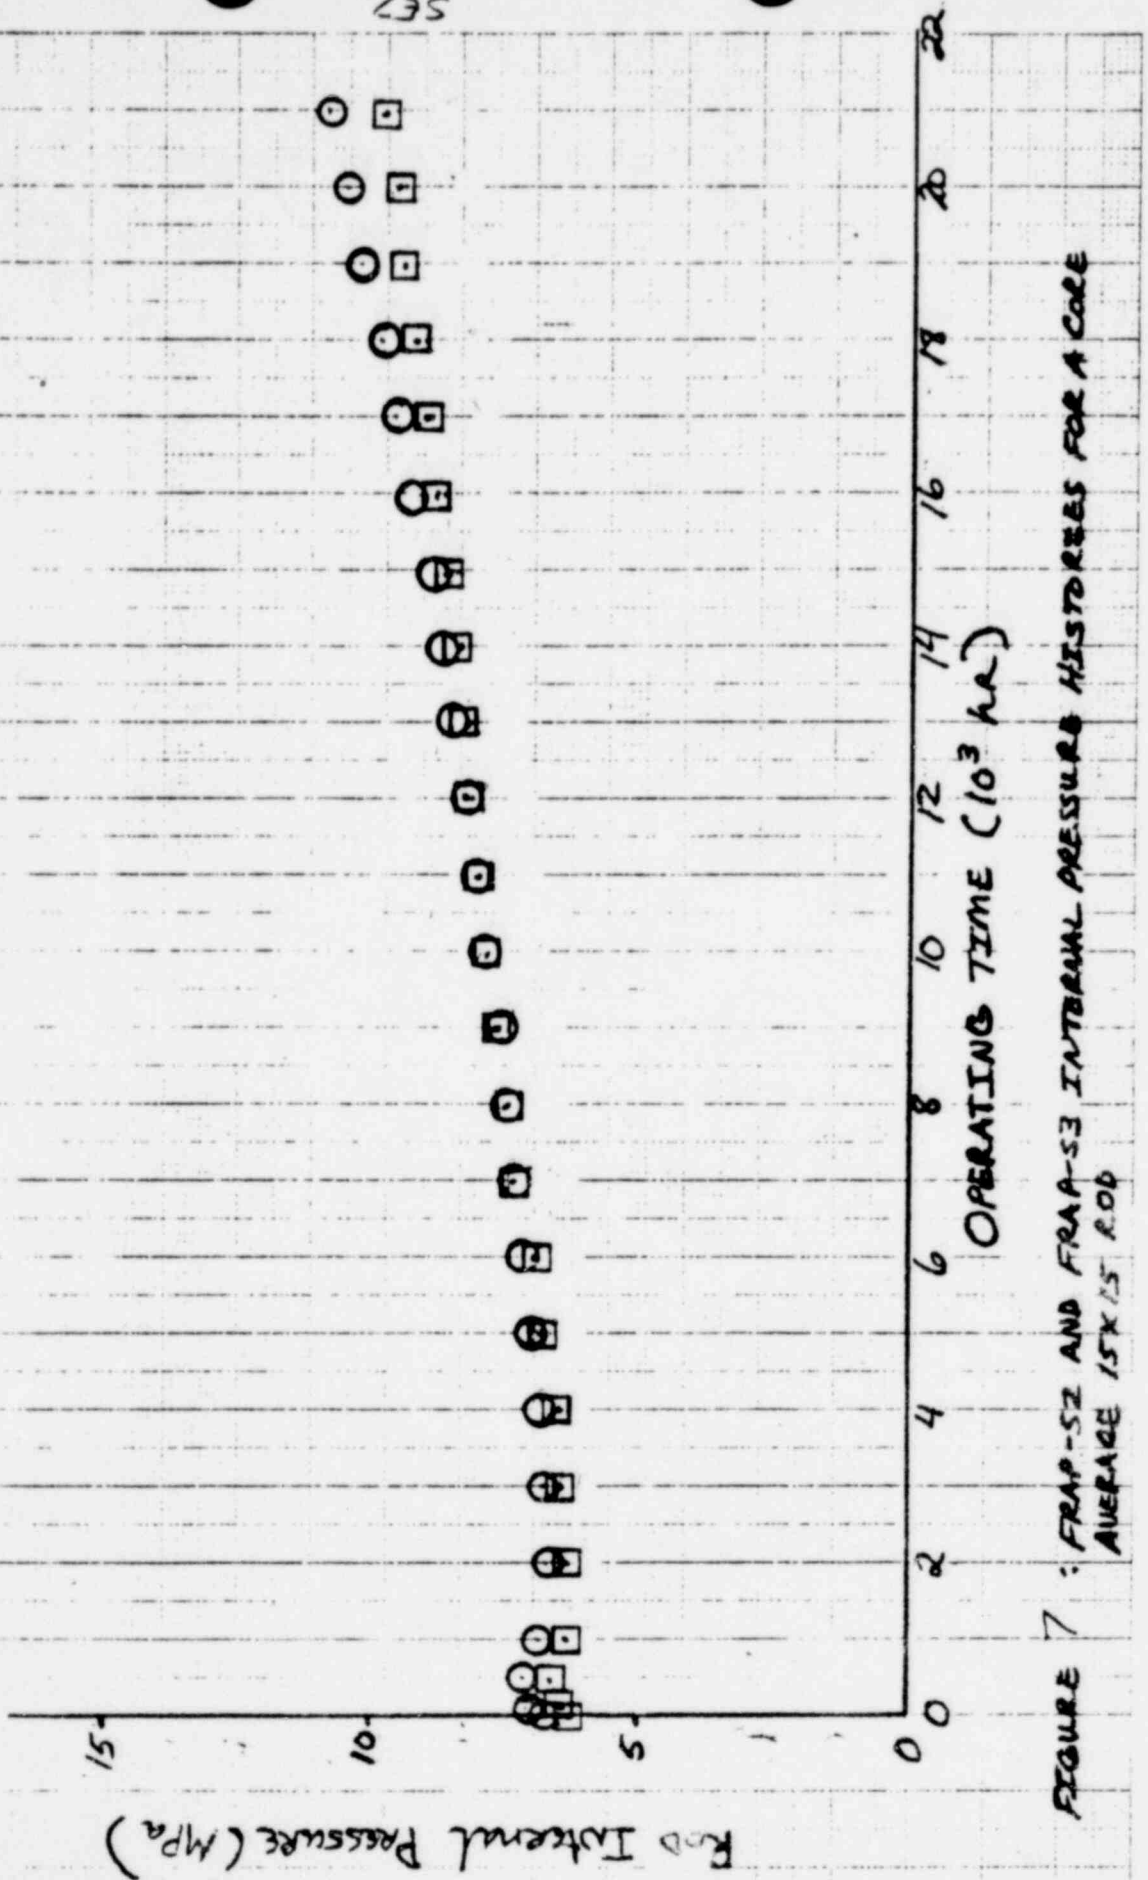 ROD INTERNAL PRESSURE (MPa)
15
10
5
0
0 2 4 6 8 10 12 14 16 18 20 22
OPERATING TIME (10³ hR)
FIGURE 7 : FRAP-S2 AND FRAP-S3 INTERNAL PRESSURE HISTORIES FOR A CORE
AVERAGE 15X15 ROD